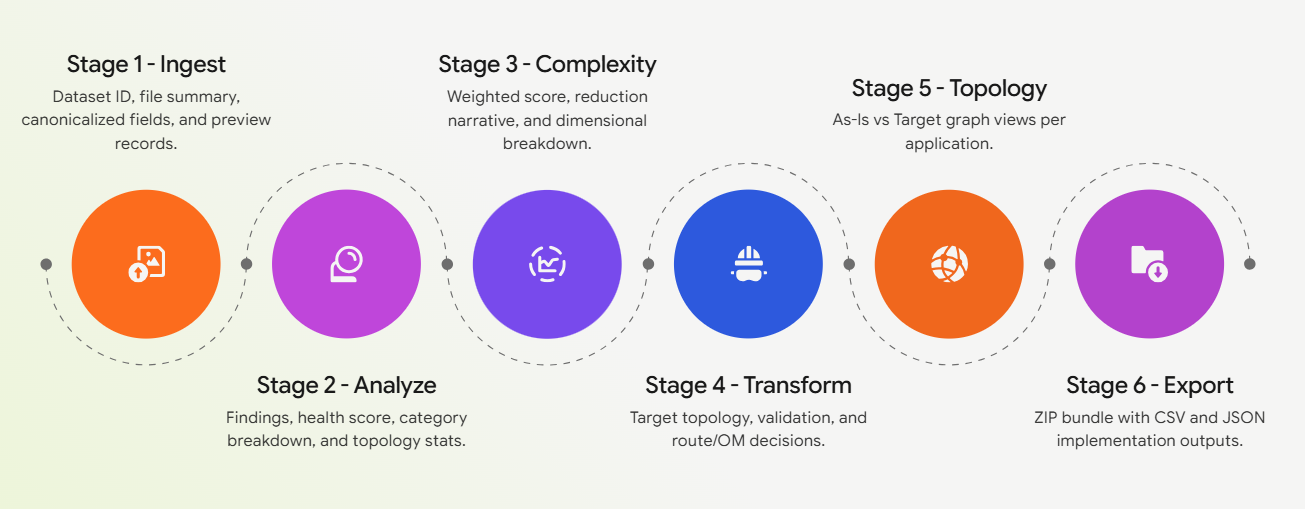 Stage 1 - Ingest
Dataset ID, file summary,
canonicalized fields, and preview
records.
Stage 2 - Analyze
Findings, health score, category
breakdown, and topology stats.
Stage 3 - Complexity
Weighted score, reduction
narrative, and dimensional
breakdown.
Stage 4 - Transform
Target topology, validation, and
route/OM decisions.
Stage 5 - Topology
As-Is vs Target graph views per
application.
Stage 6 - Export
ZIP bundle with CSV and JSON
implementation outputs.